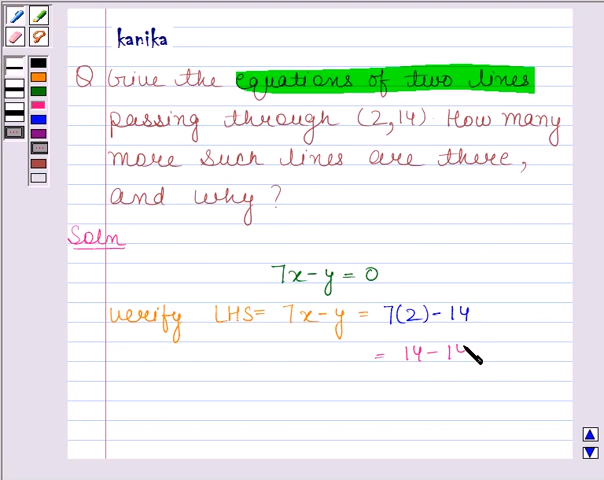 kanika
Q Give the equations of two lines
passing through (2,14). How many
more such lines are there,
and why?
Soln
7x-y=0
verify LHS= 7x-y = 7(2)-14
= 14-14